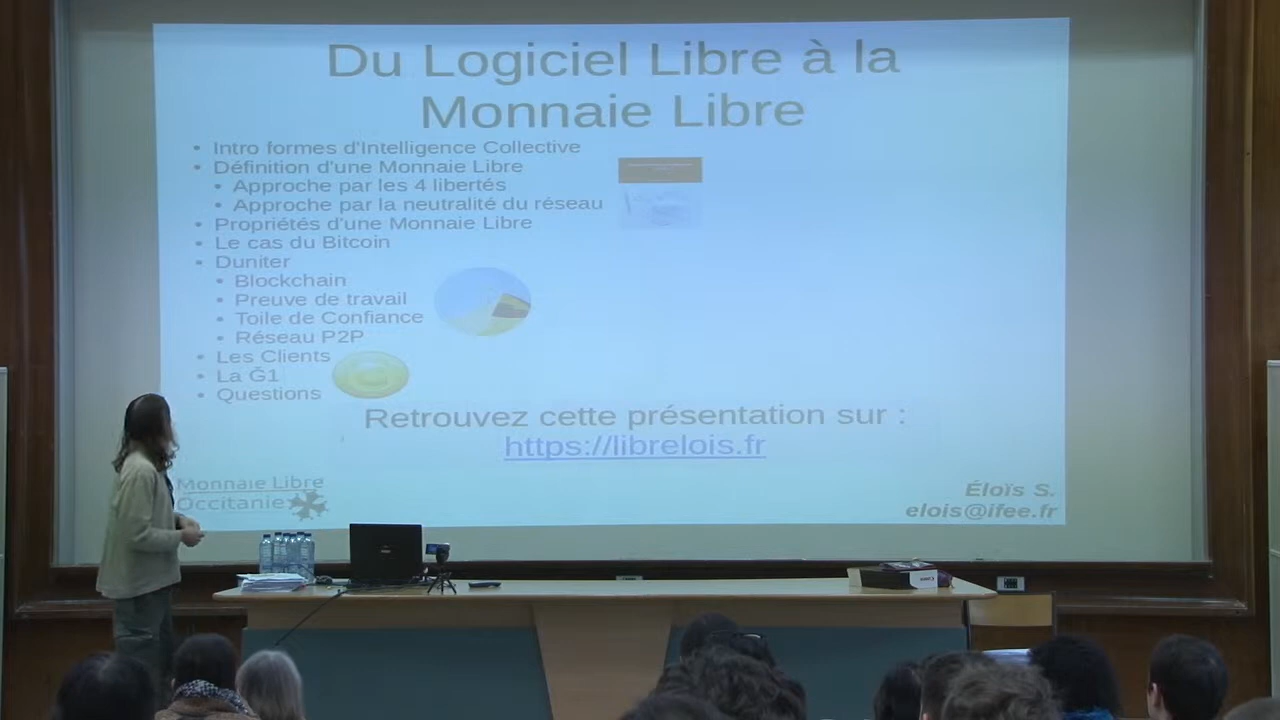 Du Logiciel Libre à la
Monnaie Libre
• Intro formes d'Intelligence Collective
• Définition d'une Monnaie Libre
• Approche par les 4 libertés
• Approche par la neutralité du réseau
• Propriétés d'une Monnaie Libre
• Le cas du Bitcoin
• Duniter
• Blockchain
• Preuve de travail
• Toile de Confiance
• Réseau P2P
• Les Clients
• La Ğ1
• Questions
Retrouvez cette présentation sur :
https://librelois.fr
Monnaie Libre
Occitanie
Éloïs S.
elois@ifee.fr